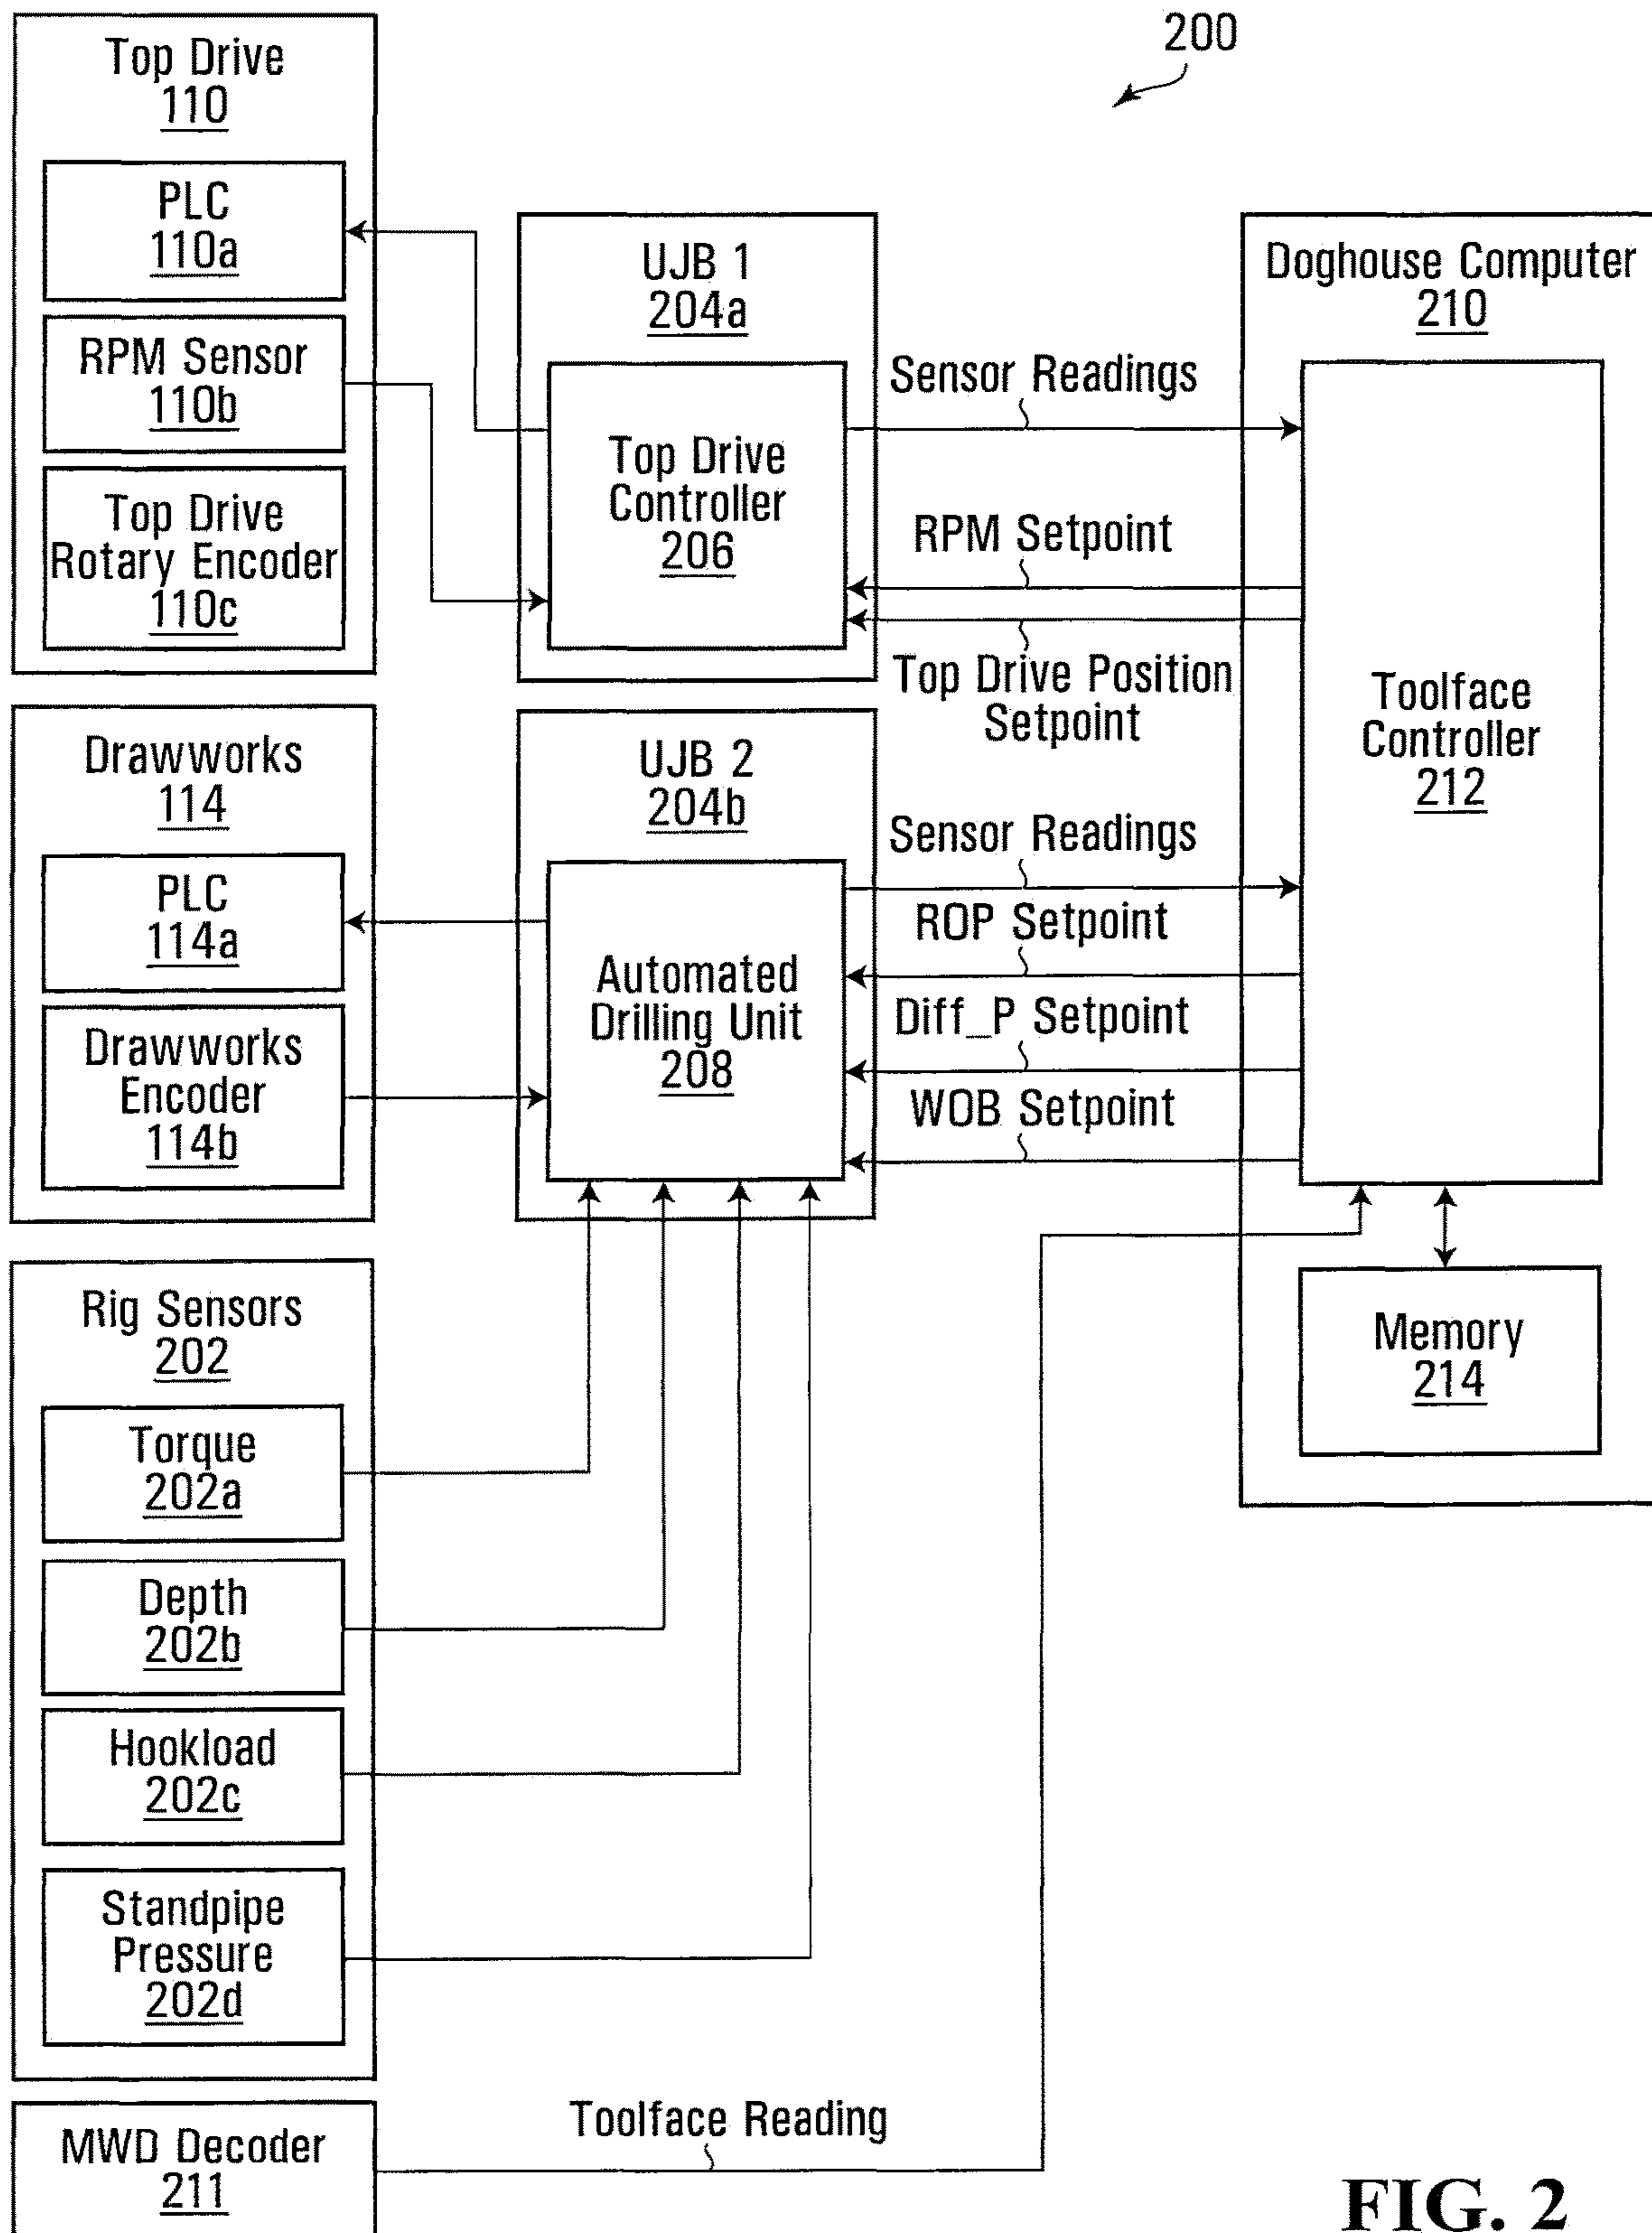 200
Top Drive
110
PLC
110a
RPM Sensor
110b
Top Drive
Rotary Encoder
110c
UJB 1
204a
Top Drive
Controller
206
Sensor Readings
RPM Setpoint
Top Drive Position
Setpoint
Doghouse Computer
210
Toolface
Controller
212
Memory
214
Drawworks
114
PLC
114a
Drawworks
Encoder
114b
UJB 2
204b
Automated
Drilling Unit
208
Sensor Readings
ROP Setpoint
Diff_P Setpoint
WOB Setpoint
Rig Sensors
202
Torque
202a
Depth
202b
Hookload
202c
Standpipe
Pressure
202d
MWD Decoder
211
Toolface Reading
FIG. 2